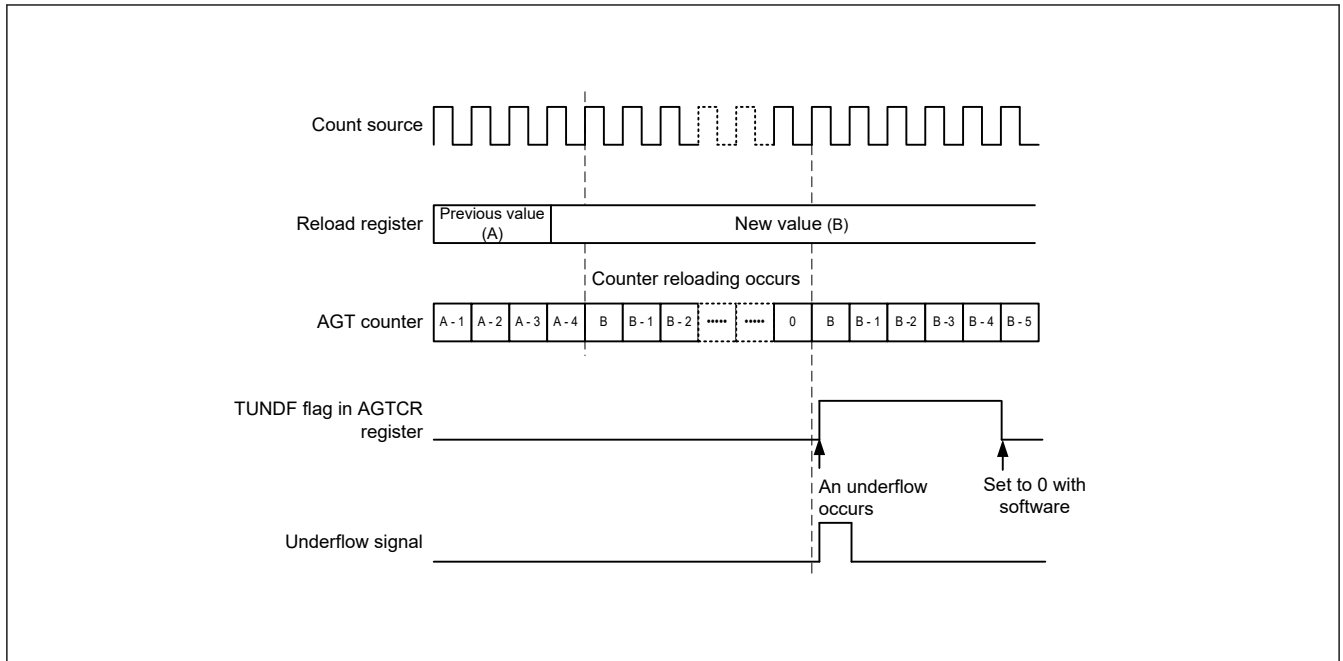 Count source
Reload register
Previous value
(A)
New value (B)
Counter reloading occurs
AGT counter
A - 1 A - 2 A - 3 A - 4 B B - 1 B - 2 ····· ····· 0 B B - 1 B -2 B -3 B - 4 B - 5
TUNDF flag in AGTCR
register
An underflow
occurs
Set to 0 with
software
Underflow signal